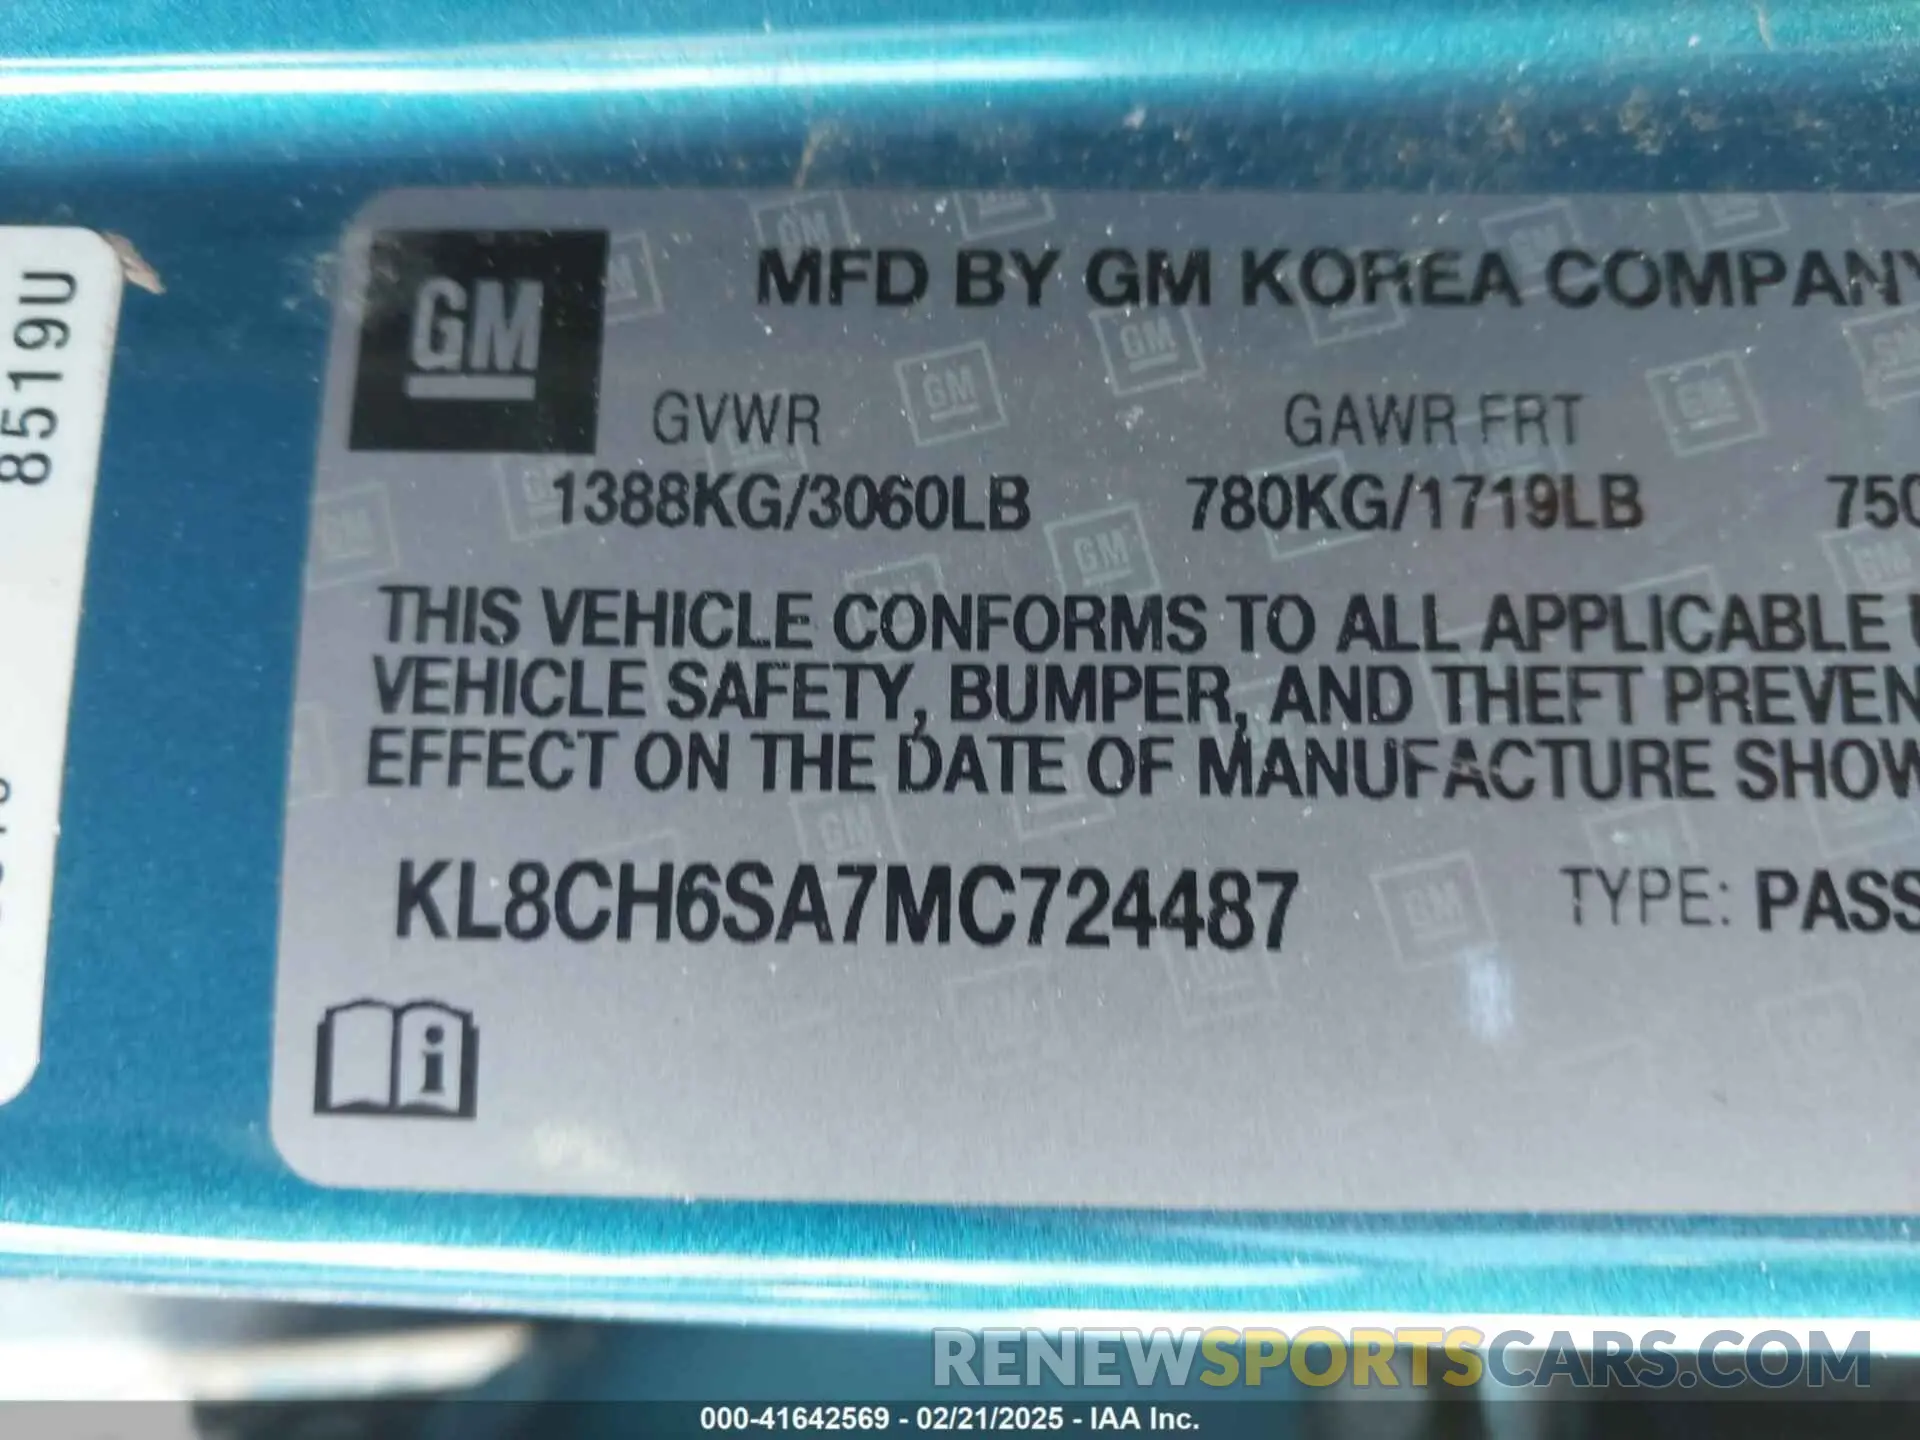 8519U
GM
MFD BY GM KOREA COMPANY
GVWR
GAWR FRT
1388KG/3060LB
780KG/1719LB
750
THIS VEHICLE CONFORMS TO ALL APPLICABLE U
VEHICLE SAFETY, BUMPER, AND THEFT PREVEN
EFFECT ON THE DATE OF MANUFACTURE SHOW
KL8CH6SA7MC724487
TYPE: PASS
i
RENEWSPORTSCARS.COM
000-41642569 - 02/21/2025 - IAA Inc.